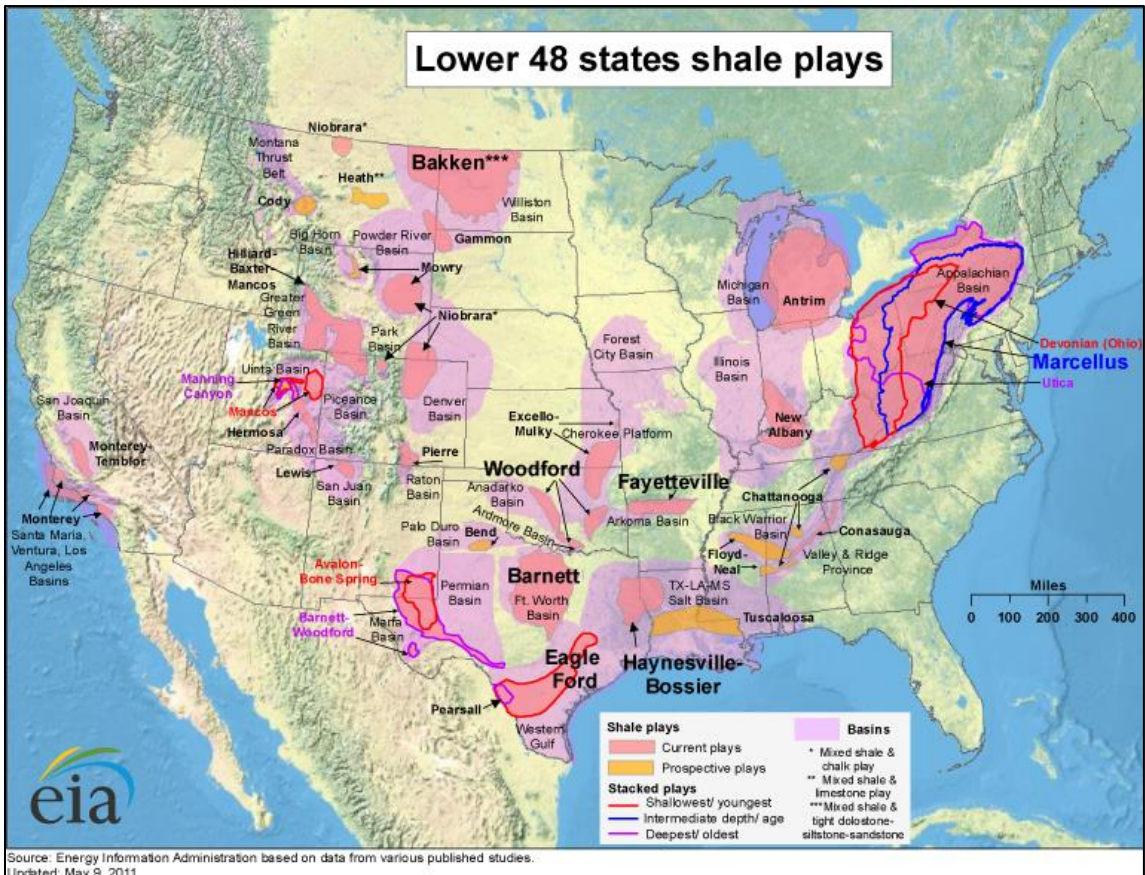 Lower 48 states shale plays
Niobrara*
Montana
Thrust
Belt
Bakken***
Heath**
Cody
Williston
Basin
Big Horn
Basin
Powder River
Basin
Gammon
Hilliard-
Baxter-
Mancos
Mowry
Greater
Green
River
Basin
Niobrara*
Park
Basin
Michigan
Basin
Antrim
Appalachian
Basin
Devonian (Ohio)
Marcellus
Utica
Forest
City Basin
Illinois
Basin
Uinta Basin
Manning
Canyon
Mancos
Piceance
Basin
Denver
Basin
San Joaquin
Basin
Monterey-
Temblor
Hermosa
Paradox Basin
Excello-
Mulky
Cherokee Platform
New
Albany
Pierre
Lewis
San Juan
Basin
Raton
Basin
Woodford
Anadarko
Basin
Fayetteville
Arkoma Basin
Chattanooga
Monterey
Santa Maria,
Ventura, Los
Angeles
Basins
Palo Duro
Basin
Bend
Ardmore Basin
Black Warrior
Basin
Conasauga
Floyd-
Neal
Valley & Ridge
Province
Avalon-
Bone Spring
Permian
Basin
Barnett
Ft. Worth
Basin
TX-LA-MS
Salt Basin
Tuscaloosa
Barnett-
Woodford
Marfa
Basin
Eagle
Ford
Haynesville-
Bossier
Pearsall
Western
Gulf
Miles
0 100 200 300 400
Shale plays
Current plays
Prospective plays
Stacked plays
Shallowest/ youngest
Intermediate depth/ age
Deepest/ oldest
Basins
* Mixed shale &
chalk play
** Mixed shale &
limestone play
***Mixed shale &
tight dolostone-
siltstone-sandstone
eia
Source: Energy Information Administration based on data from various published studies.
Updated: May 9, 2011